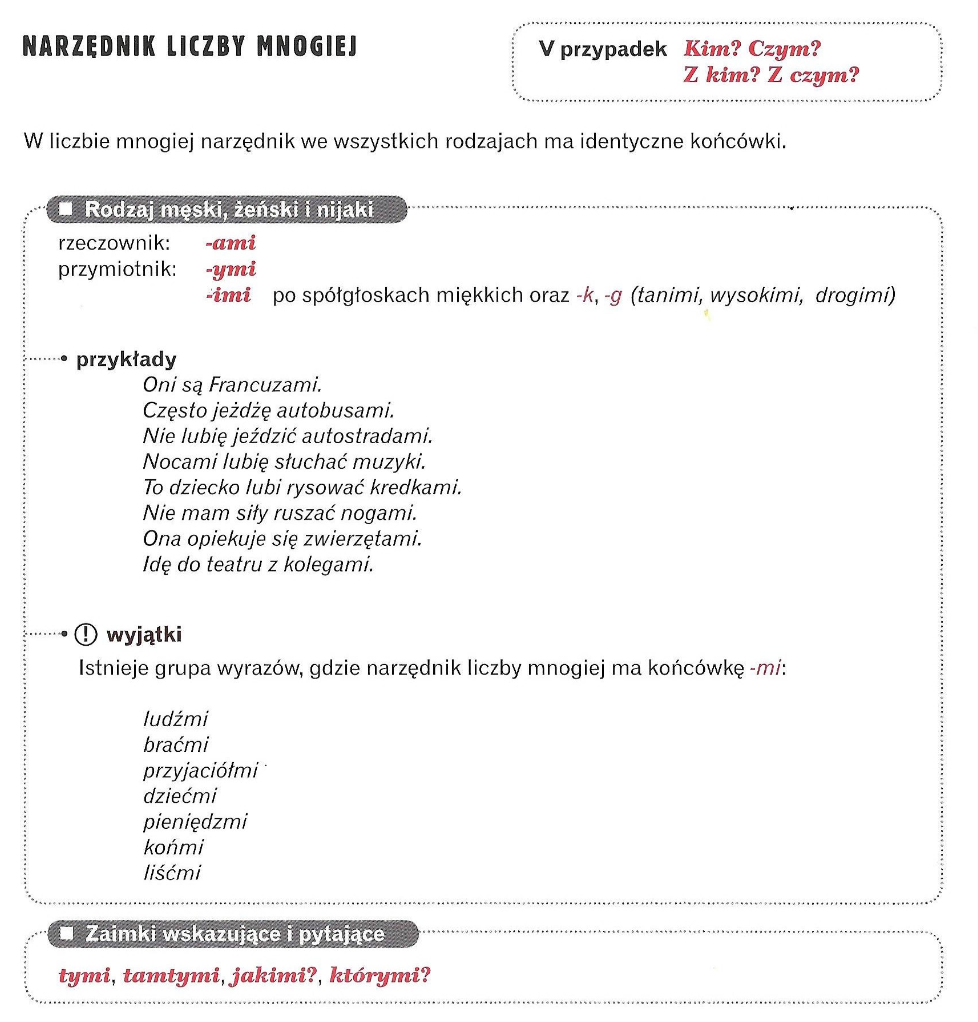 NARZĘDNIK LICZBY MNOGIEJ
V przypadek Kim? Czym?
Z kim? Z czym?
W liczbie mnogiej narzędnik we wszystkich rodzajach ma identyczne końcówki.
■ Rodzaj męski, żeński i nijaki
rzeczownik: -ami
przymiotnik: -ymi
-imi po spółgłoskach miękkich oraz -k, -g (tanimi, wysokimi, drogimi)
• przykłady
Oni są Francuzami.
Często jeżdżę autobusami.
Nie lubię jeździć autostradami.
Nocami lubię słuchać muzyki.
To dziecko lubi rysować kredkami.
Nie mam siły ruszać nogami.
Ona opiekuje się zwierzętami.
Idę do teatru z kolegami.
• ! wyjątki
Istnieje grupa wyrazów, gdzie narzędnik liczby mnogiej ma końcówkę -mi:
ludźmi
braćmi
przyjaciółmi
dziećmi
pieniędzmi
końmi
liśćmi
■ Zaimki wskazujące i pytające
tymi, tamtymi, jakimi?, którymi?